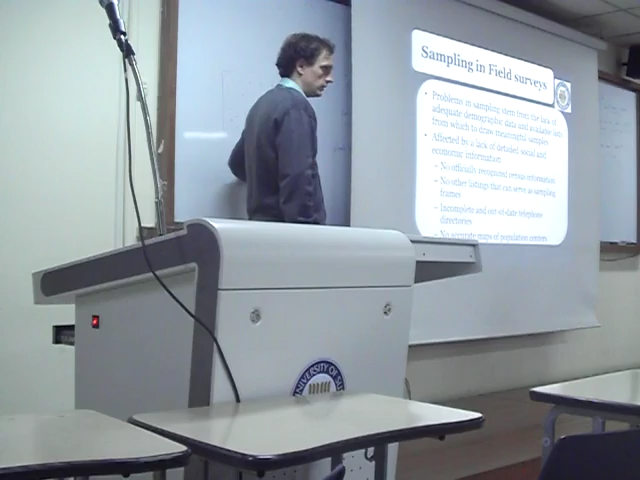 Sampling in Field surveys
• Problems in sampling stem from the lack of
adequate demographic data and available lists
from which to draw meaningful samples
• Affected by a lack of detailed social and
economic information
– No officially recognized census information
– No other listings that can serve as sampling
frames
– Incomplete and out-of-date telephone
directories
– No accurate maps of population centers
UNIVERSITY OF